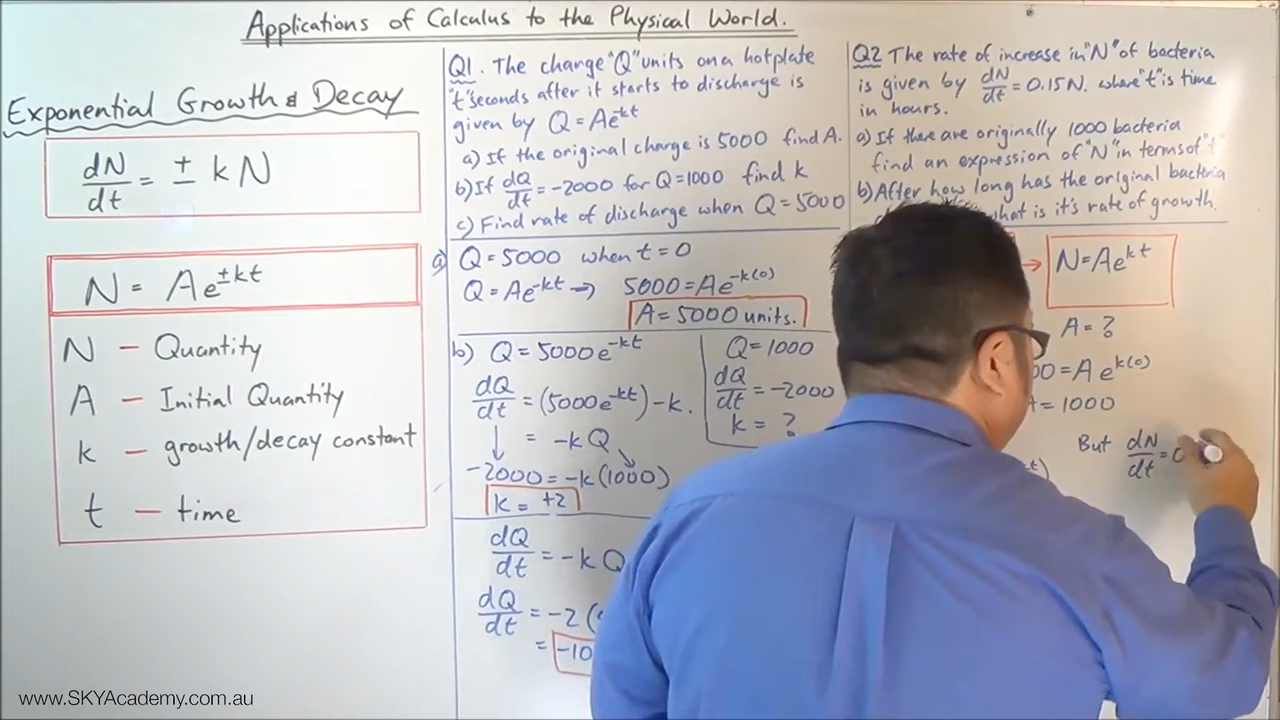 Applications of Calculus to the Physical World.
Exponential Growth & Decay
dN/dt = ± kN
N = Ae^±kt
N — Quantity
A — Initial Quantity
k — growth/decay constant
t — time
Q1. The charge "Q" units on a hotplate
"t" seconds after it starts to discharge is
given by Q = Ae^-kt
a) If the original charge is 5000 find A.
b) If dQ/dt = -2000 for Q = 1000 find k
c) Find rate of discharge when Q = 5000
a) Q = 5000 when t = 0
Q = Ae^-kt → 5000 = Ae^-k(0)
A = 5000 units.
b) Q = 5000e^-kt
dQ/dt = (5000e^-kt) - k.
= -kQ
-2000 = -k(1000)
k = +2
Q = 1000
dQ/dt = -2000
k = ?
dQ/dt = -kQ
dQ/dt = -2(
= -10
Q2 The rate of increase in "N" of bacteria
is given by dN/dt = 0.15N. where "t" is time
in hours.
a) If there are originally 1000 bacteria
find an expression of "N" in terms of "t"
b) After how long has the original bacteria
what is it's rate of growth.
→ N = Ae^kt
A = ?
00 = Ae^k(0)
= 1000
But dN/dt = 0
www.SKYAcademy.com.au